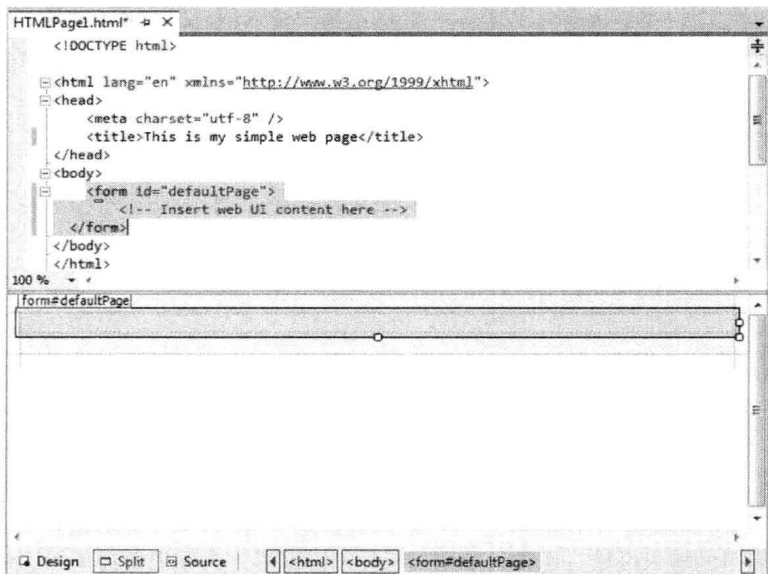 HTMLPage1.html*
<!DOCTYPE html>
<html lang="en" xmlns="http://www.w3.org/1999/xhtml">
<head>
<meta charset="utf-8" />
<title>This is my simple web page</title>
</head>
<body>
<form id="defaultPage">
<!-- Insert web UI content here -->
</form>
</body>
</html>
100 %
form#defaultPage
Design Split Source <html> <body> <form#defaultPage>